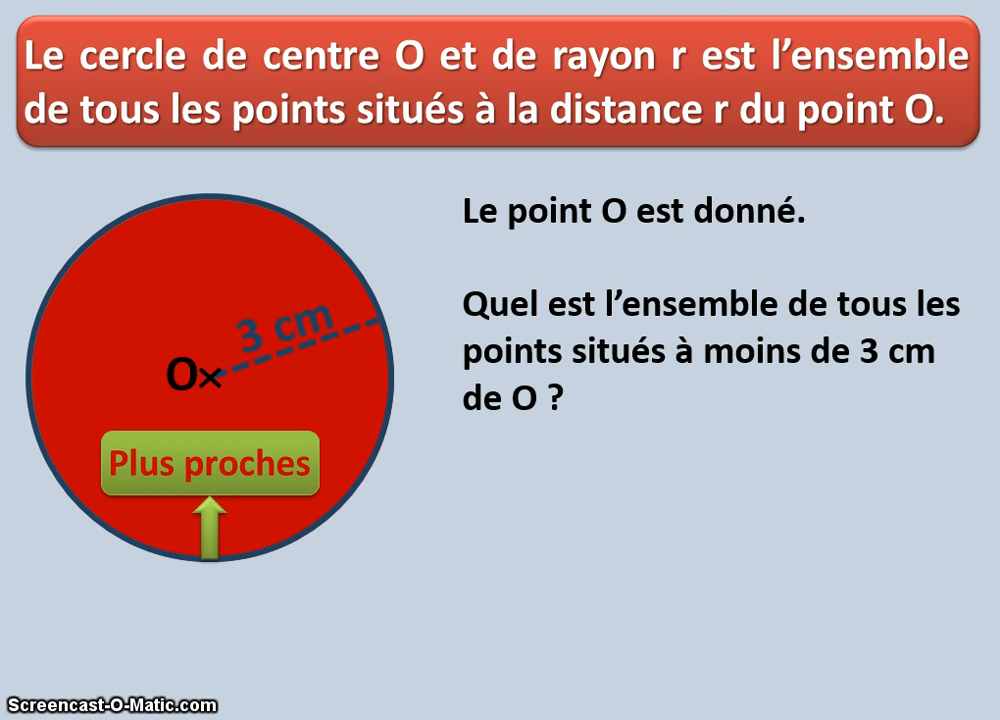 Le cercle de centre O et de rayon r est l’ensemble
de tous les points situés à la distance r du point O.
Le point O est donné.
Quel est l’ensemble de tous les
points situés à moins de 3 cm
de O ?
3 cm
O×
Plus proches
Screencast-O-Matic.com